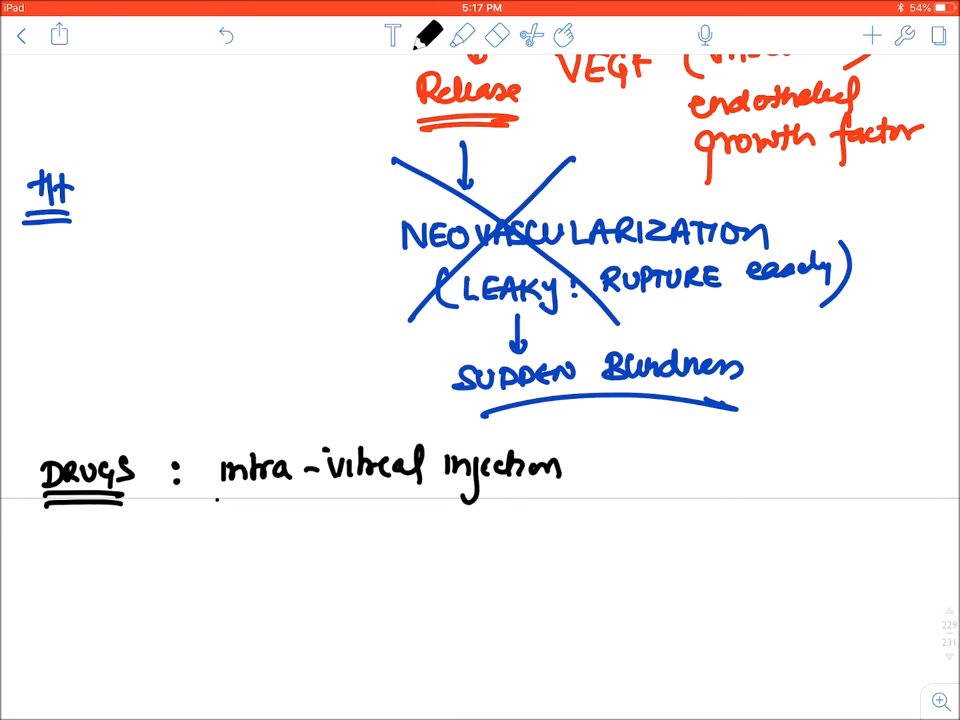 iPad 5:17 PM 54%
T
VEGF
Release
endothelial
growth factor
NEOVASCULARIZATION
(LEAKY: RUPTURE easily)
SUDDEN Blindness
DRUGS : intra-vitreal injection
229
231